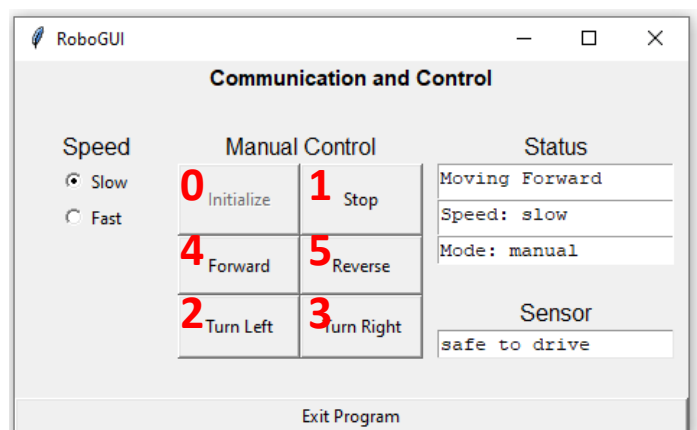 RoboGUI
Communication and Control
Speed
Manual Control
Status
Slow
Fast
0 Initialize
1 Stop
4 Forward
5 Reverse
2 Turn Left
3 Turn Right
Moving Forward
Speed: slow
Mode: manual
Sensor
safe to drive
Exit Program